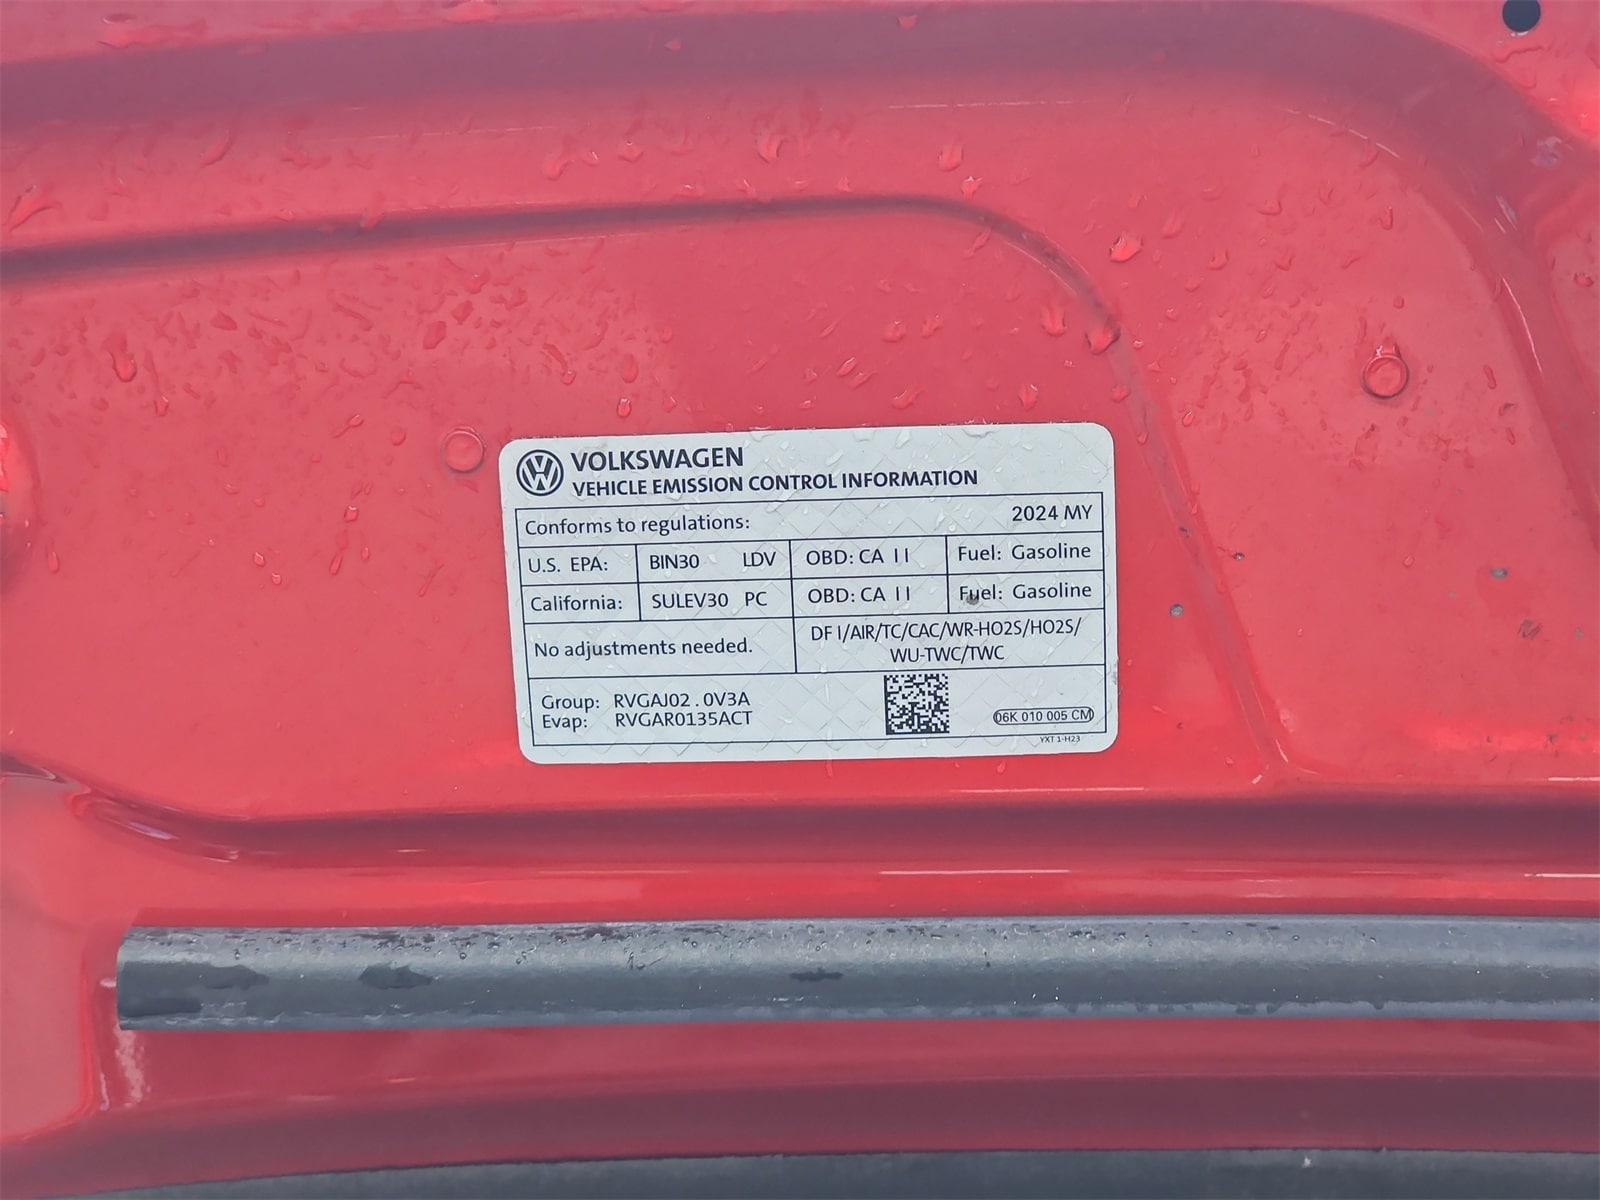 VOLKSWAGEN
VEHICLE EMISSION CONTROL INFORMATION
Conforms to regulations: 2024 MY
U.S. EPA: BIN30 LDV OBD: CA II Fuel: Gasoline
California: SULEV30 PC OBD: CA II Fuel: Gasoline
No adjustments needed. DF I/AIR/TC/CAC/WR-HO2S/HO2S/
WU-TWC/TWC
Group: RVGAJ02.0V3A
Evap: RVGAR0135ACT
06K 010 005 CM
YXT 1-H23